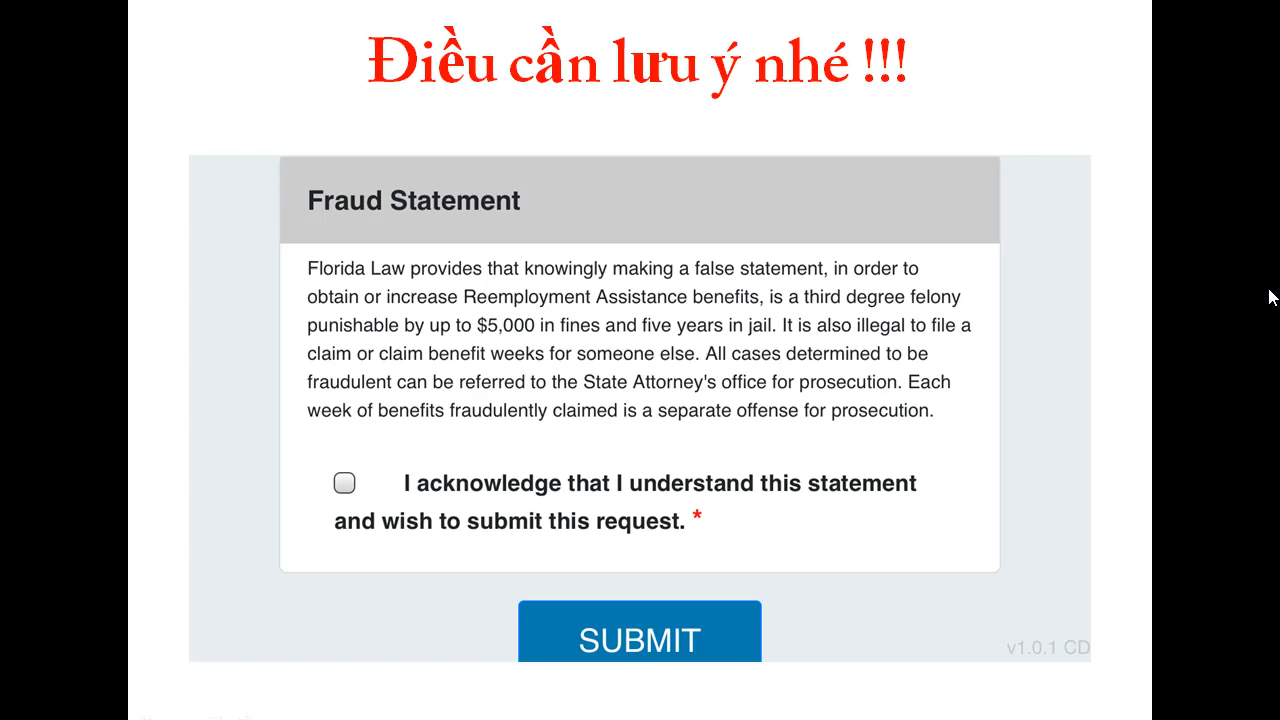 Điều cần lưu ý nhé !!!
Fraud Statement
Florida Law provides that knowingly making a false statement, in order to
obtain or increase Reemployment Assistance benefits, is a third degree felony
punishable by up to $5,000 in fines and five years in jail. It is also illegal to file a
claim or claim benefit weeks for someone else. All cases determined to be
fraudulent can be referred to the State Attorney's office for prosecution. Each
week of benefits fraudulently claimed is a separate offense for prosecution.
I acknowledge that I understand this statement
and wish to submit this request. *
SUBMIT
v1.0.1 CD